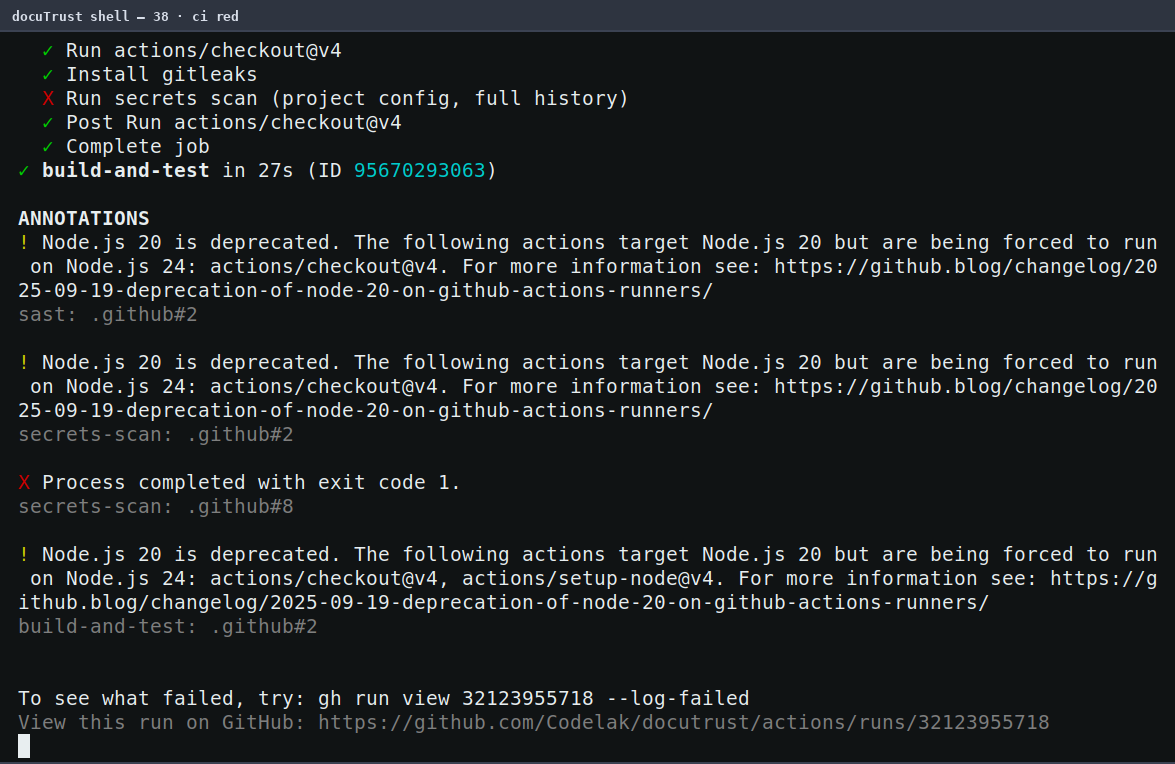 docuTrust shell — 38 · ci red
✓ Run actions/checkout@v4
✓ Install gitleaks
X Run secrets scan (project config, full history)
✓ Post Run actions/checkout@v4
✓ Complete job
✓ build-and-test in 27s (ID 95670293063)
ANNOTATIONS
! Node.js 20 is deprecated. The following actions target Node.js 20 but are being forced to run
on Node.js 24: actions/checkout@v4. For more information see: https://github.blog/changelog/20
25-09-19-deprecation-of-node-20-on-github-actions-runners/
sast: .github#2
! Node.js 20 is deprecated. The following actions target Node.js 20 but are being forced to run
on Node.js 24: actions/checkout@v4. For more information see: https://github.blog/changelog/20
25-09-19-deprecation-of-node-20-on-github-actions-runners/
secrets-scan: .github#2
X Process completed with exit code 1.
secrets-scan: .github#8
! Node.js 20 is deprecated. The following actions target Node.js 20 but are being forced to run
on Node.js 24: actions/checkout@v4, actions/setup-node@v4. For more information see: https://g
ithub.blog/changelog/2025-09-19-deprecation-of-node-20-on-github-actions-runners/
build-and-test: .github#2
To see what failed, try: gh run view 32123955718 --log-failed
View this run on GitHub: https://github.com/Codelak/docutrust/actions/runs/32123955718